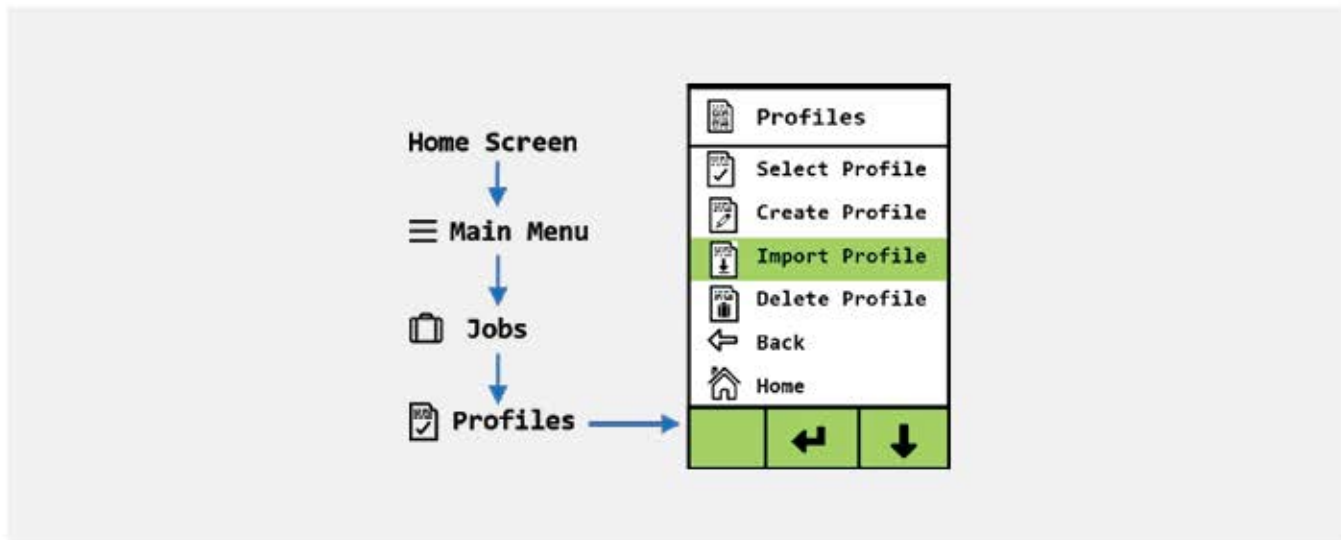 Home Screen
Main Menu
Jobs
Profiles
Profiles
Select Profile
Create Profile
Import Profile
Delete Profile
Back
Home